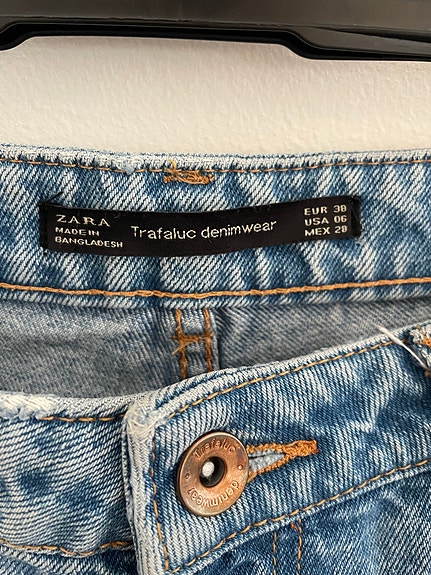 ZARA
MADE IN
BANGLADESH
Trafaluc denimwear
EUR 38
USA 06
MEX 28
Trafaluc
denimwear